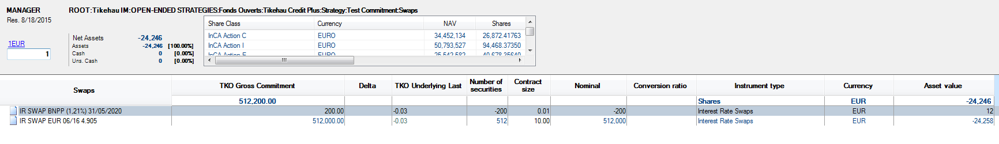 MANAGER ROOT:Tikehau IM:OPEN-ENDED STRATEGIES:Fonds Ouverts:Tikehau Credit Plus:Strategy:Test Commitment:Swaps
Res. 8/18/2015
1EUR
1
Net Assets -24,246
Assets -24,246 [100.00%]
Cash 0 [0.00%]
Uns. Cash 0 [0.00%]
Share Class Currency NAV Shares
InCA Action C EURO 34,452,134 26,872.41763
InCA Action I EURO 50,793,527 94,468.37350
Swaps TKO Gross Commitment Delta TKO Underlying Last Number of securities Contract size Nominal Conversion ratio Instrument type Currency Asset value
512,200.00 Shares EUR -24,246
IR SWAP BNPP (1,21%) 31/05/2020 200.00 -0.03 -200 0.01 -200 Interest Rate Swaps EUR 12
IR SWAP EUR 06/16 4.905 512,000.00 -0.03 512 10.00 512,000 Interest Rate Swaps EUR -24,258